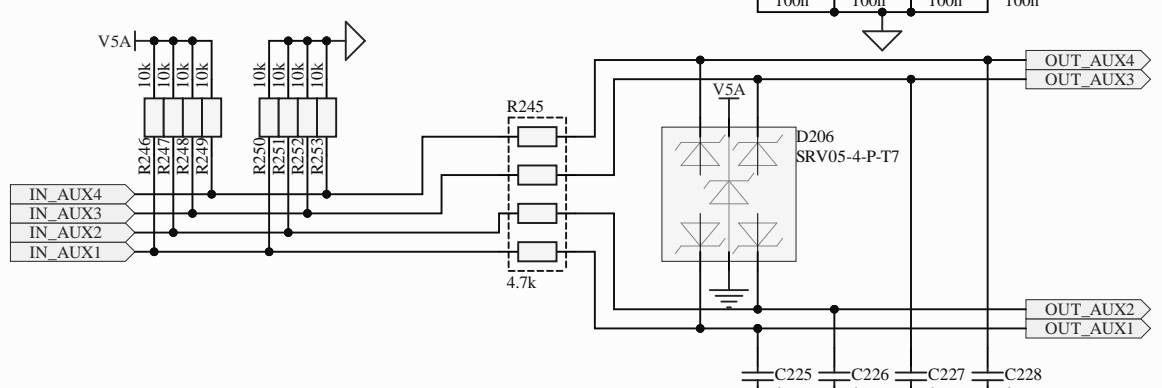 100n 100n 100n 100n
V5A
10k 10k 10k 10k
10k 10k 10k 10k
OUT_AUX4
OUT_AUX3
V5A
R245
D206
SRV05-4-P-T7
R246 R247 R248 R249
R250 R251 R252 R253
IN_AUX4
IN_AUX3
IN_AUX2
IN_AUX1
4.7k
OUT_AUX2
OUT_AUX1
C225 C226 C227 C228